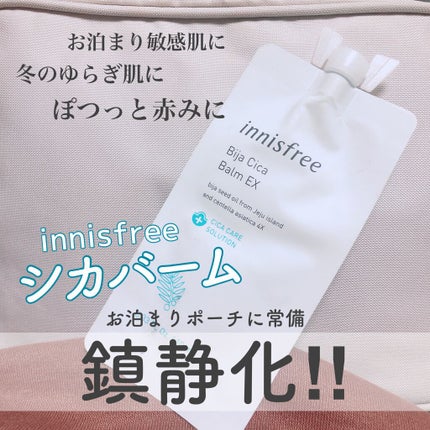 お泊まり敏感肌に
冬のゆらぎ肌に
ぽつっと赤みに
innisfree
Bija Cica
Balm EX
bija seed oil from Jeju island
and centella asiatica 4X
CICA CARE
SOLUTION
innisfree
シカバーム
お泊まりポーチに常備
鎮静化!!